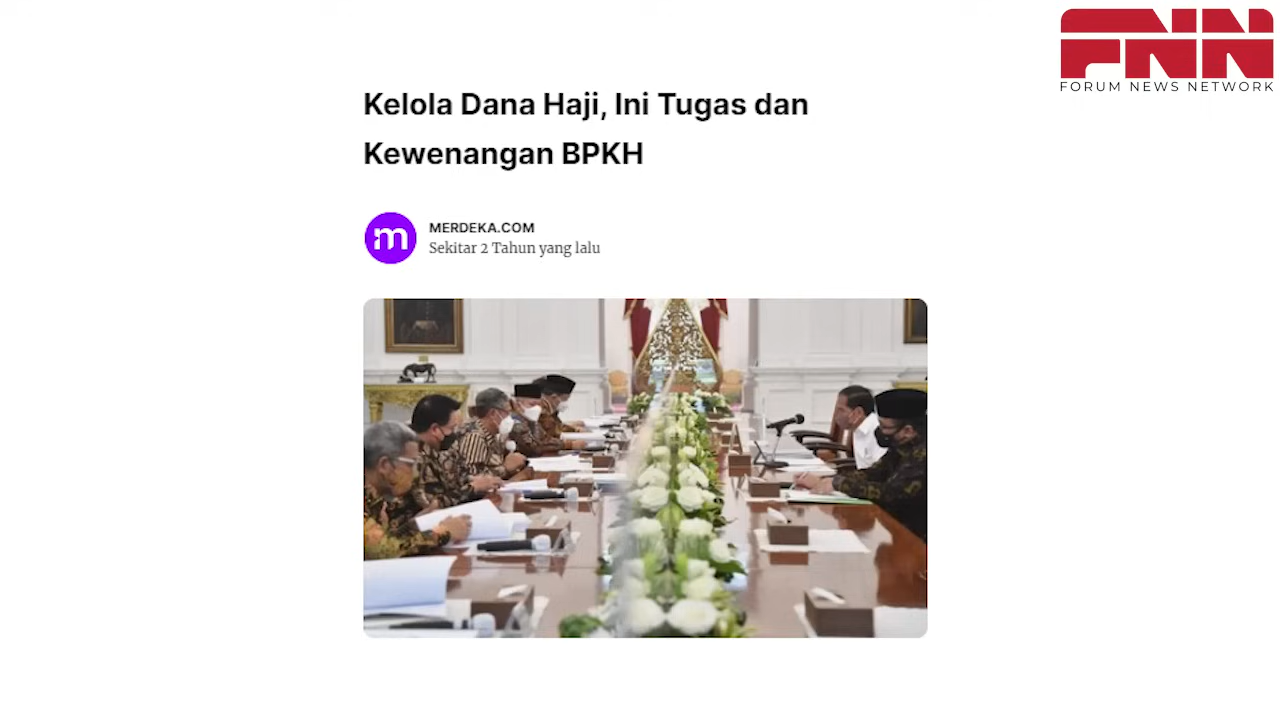 FNN
FORUM NEWS NETWORK
Kelola Dana Haji, Ini Tugas dan
Kewenangan BPKH
m
MERDEKA.COM
Sekitar 2 Tahun yang lalu